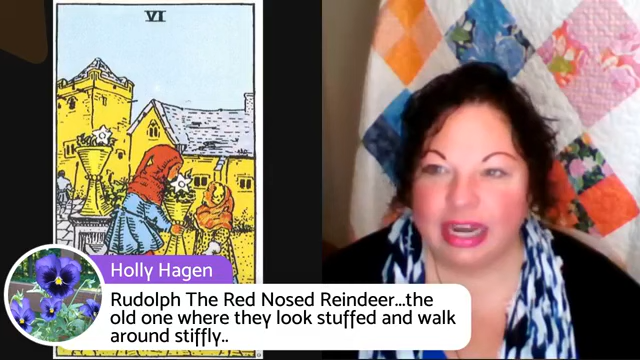 VI
Holly Hagen
Rudolph The Red Nosed Reindeer...the
old one where they look stuffed and walk
around stiffly..